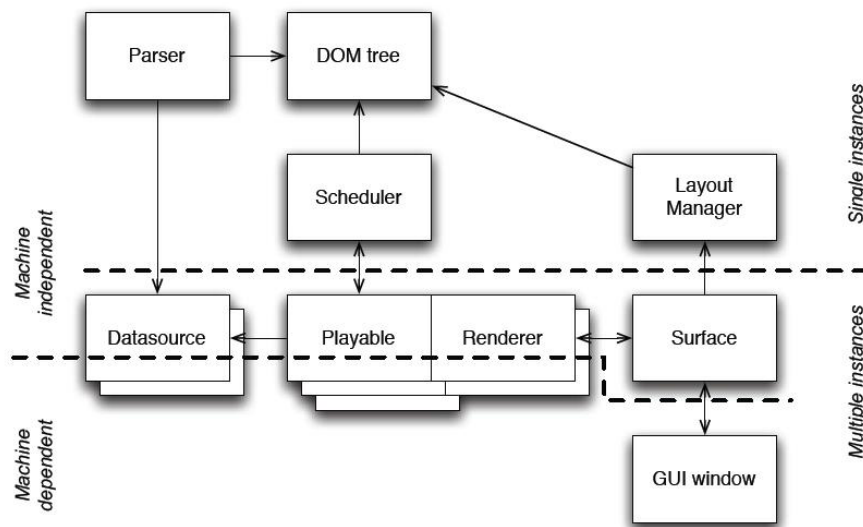 Parser
DOM tree
Scheduler
Layout
Manager
Single instances
Machine
independent
Datasource
Playable
Renderer
Surface
Multiple instances
Machine
dependent
GUI window